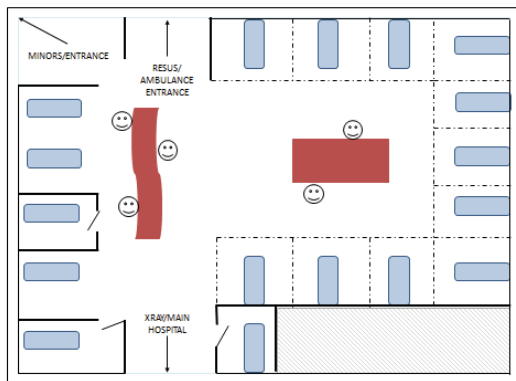 MINORS/ENTRANCE
RESUS/
AMBULANCE
ENTRANCE
XRAY/MAIN
HOSPITAL